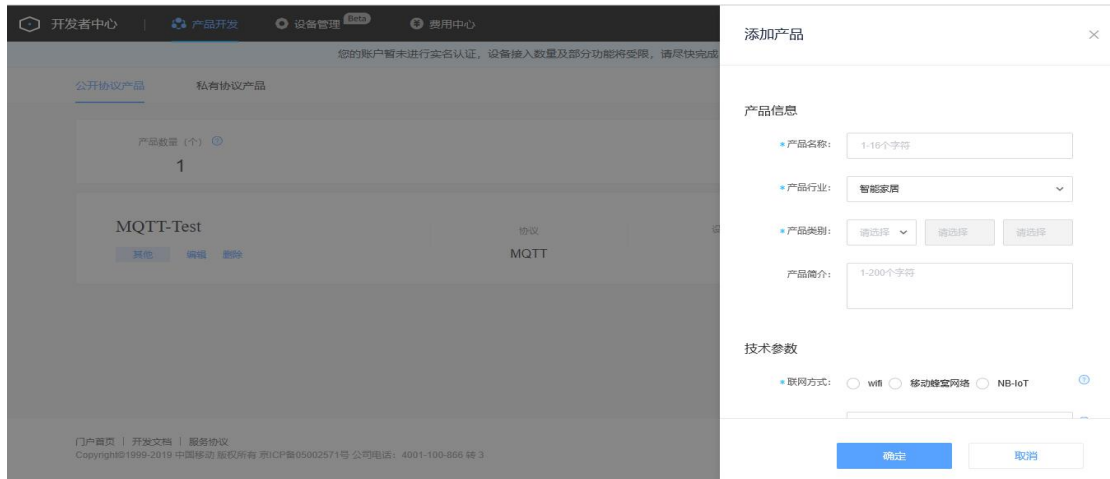 开发者中心
产品开发
设备管理 Beta
费用中心
您的账户暂未进行实名认证，设备接入数量及部分功能将受限，请尽快完成
公开协议产品
私有协议产品
产品数量（个）
1
MQTT-Test
其他 编辑 删除
协议
MQTT
设
门户首页 | 开发文档 | 服务协议
Copyright©1999-2019 中国移动 版权所有 京ICP备05002571号 公司电话：4001-100-866 转 3
添加产品
产品信息
*产品名称： 1-16个字符
*产品行业： 智能家居
*产品类别： 请选择 请选择 请选择
产品简介： 1-200个字符
技术参数
*联网方式： wifi 移动蜂窝网络 NB-IoT
确定 取消